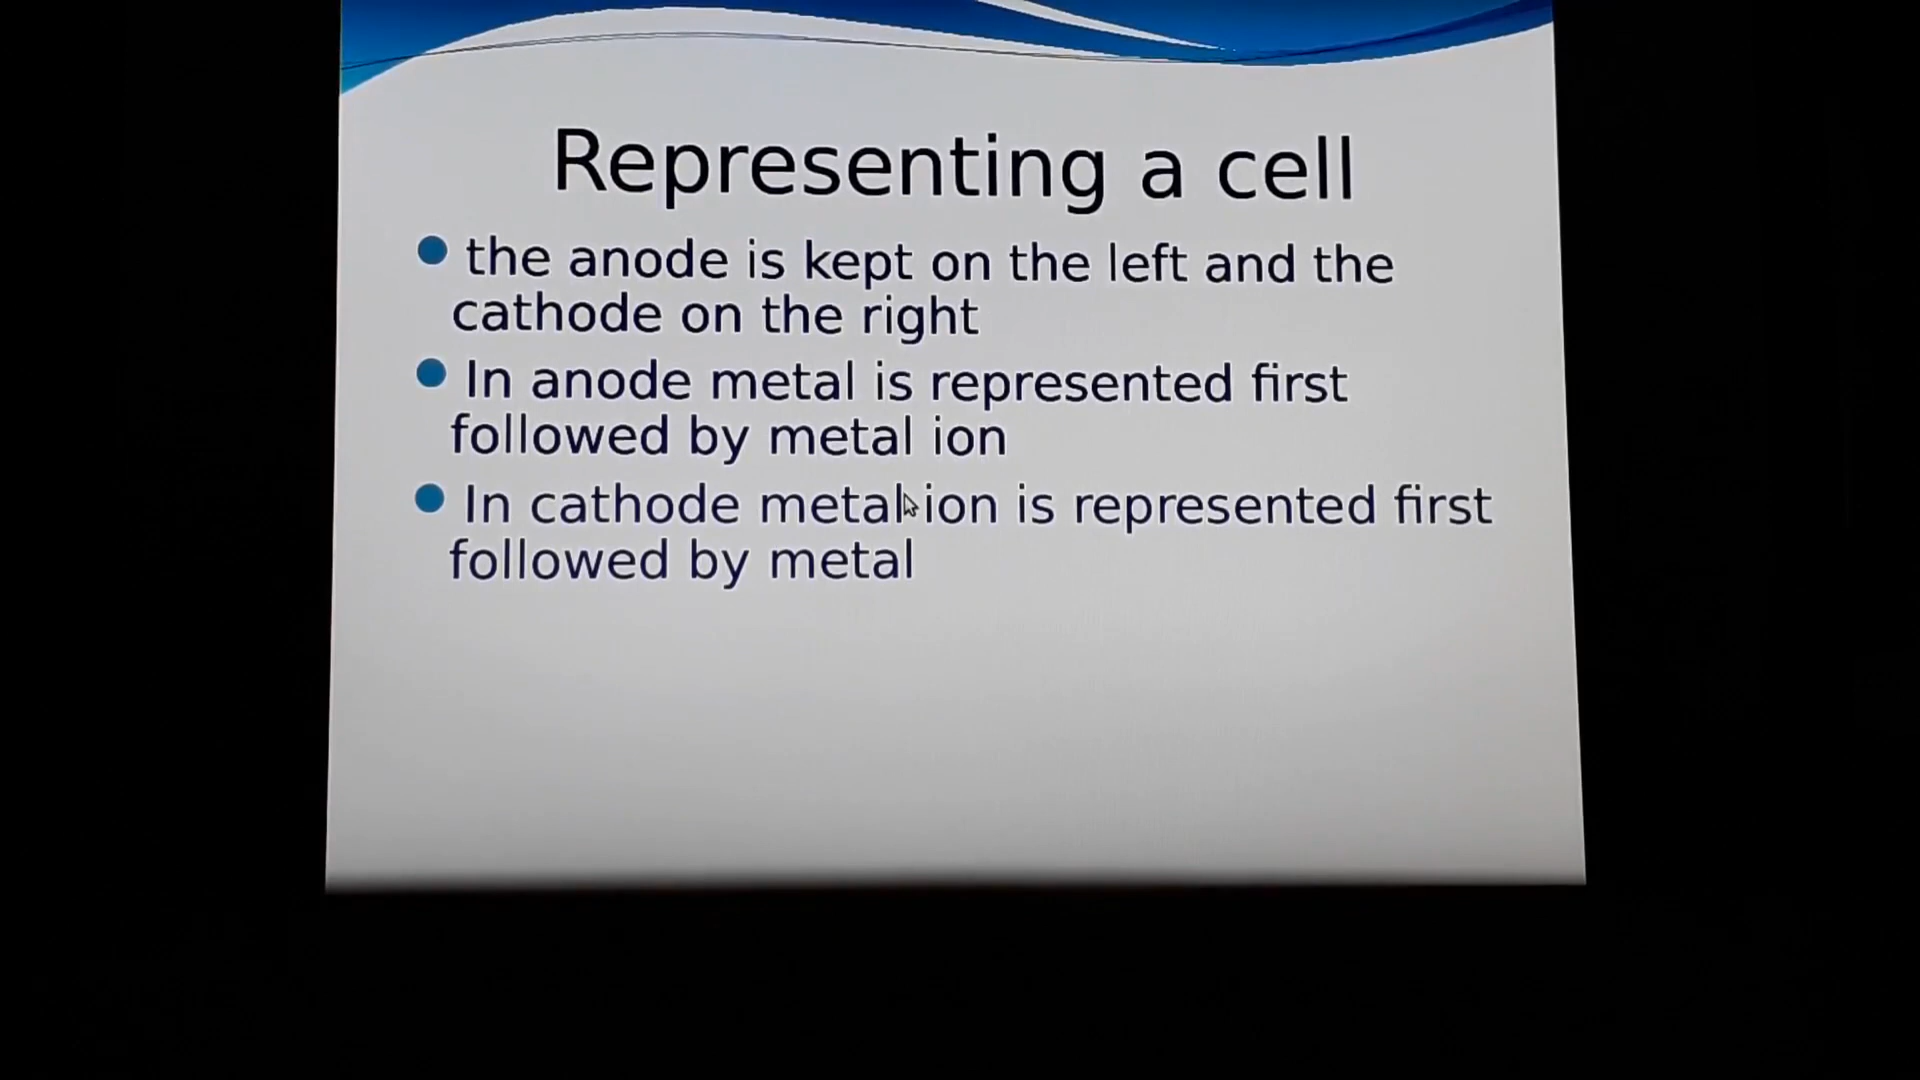 Representing a cell
the anode is kept on the left and the
cathode on the right
In anode metal is represented first
followed by metal ion
In cathode metal ion is represented first
followed by metal